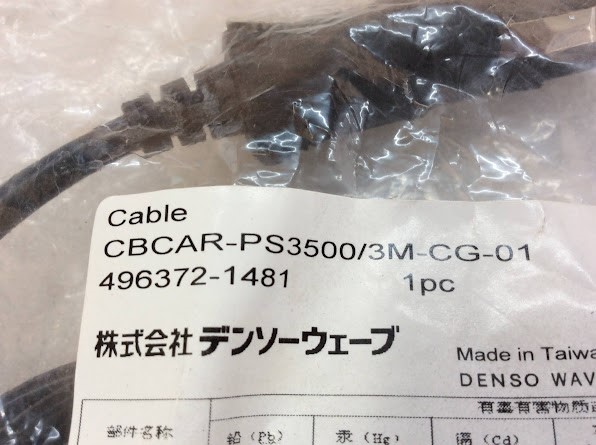 Cable
CBCAR-PS3500/3M-CG-01
496372-1481 1pc
株式会社 デンソーウェーブ
Made in Taiwa
DENSO WAV
有毒有害物质
部件名称 铅 (Pb) 汞 (Hg) 镉 (Cd)